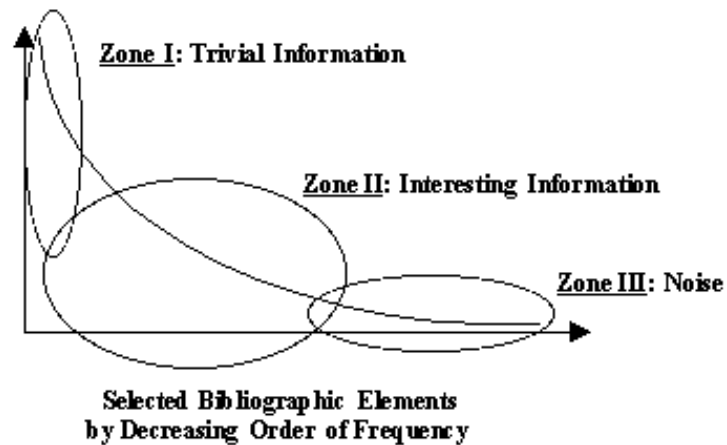 Zone I: Trivial Information
Zone II: Interesting Information
Zone III: Noise
Selected Bibliographic Elements
by Decreasing Order of Frequency